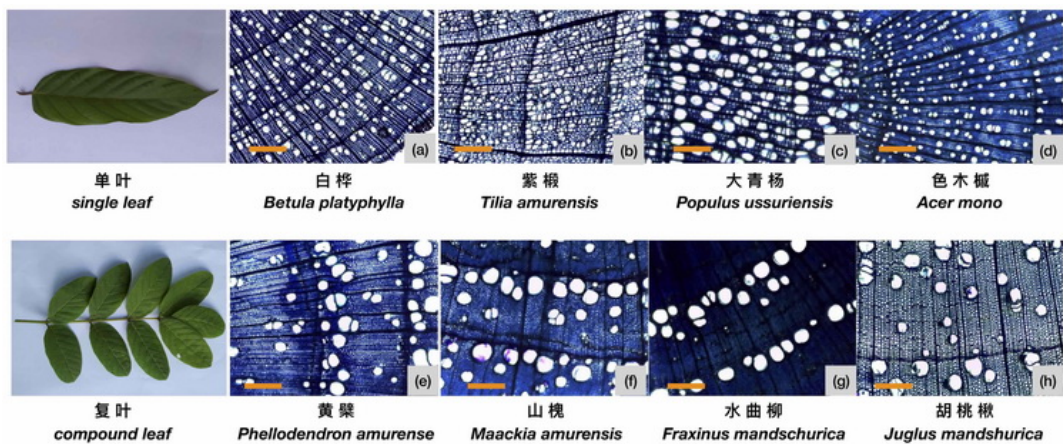 (a)
(b)
(c)
(d)
单叶
白桦
紫椴
大青杨
色木槭
single leaf
Betula platyphylla
Tilia amurensis
Populus ussuriensis
Acer mono
(e)
(f)
(g)
(h)
复叶
黄檗
山槐
水曲柳
胡桃楸
compound leaf
Phellodendron amurense
Maackia amurensis
Fraxinus mandschurica
Juglus mandshurica